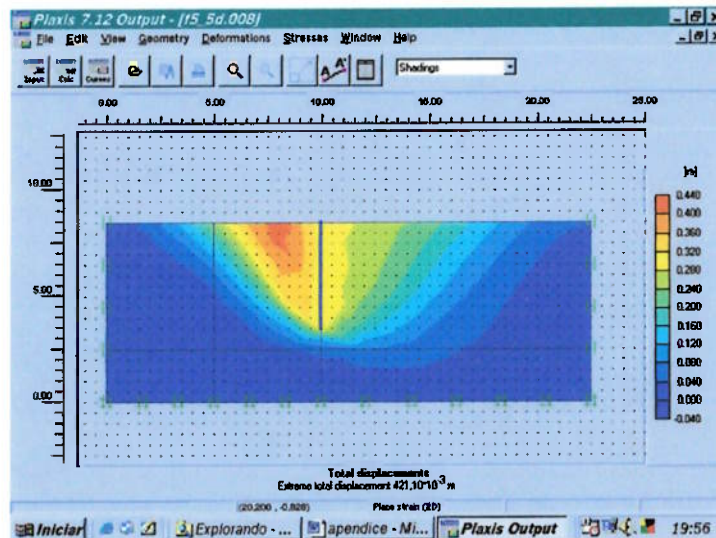 Plaxis 7.12 Output - [f5_5d.008]
File Edit View Geometry Deformations Stresses Window Help
Input Calc Curves Shadings
0.00 5.00 10.00 15.00 20.00 25.00
10.00
5.00
0.00
[m]
0.440
0.400
0.360
0.320
0.280
0.240
0.200
0.160
0.120
0.080
0.040
0.000
-0.040
Total displacements
Extreme total displacement 421,10*10-3 m
(20,200 , -0,828) Plane strain (2D)
Iniciar Explorando - ... apendice - Mi... Plaxis Output 19:56